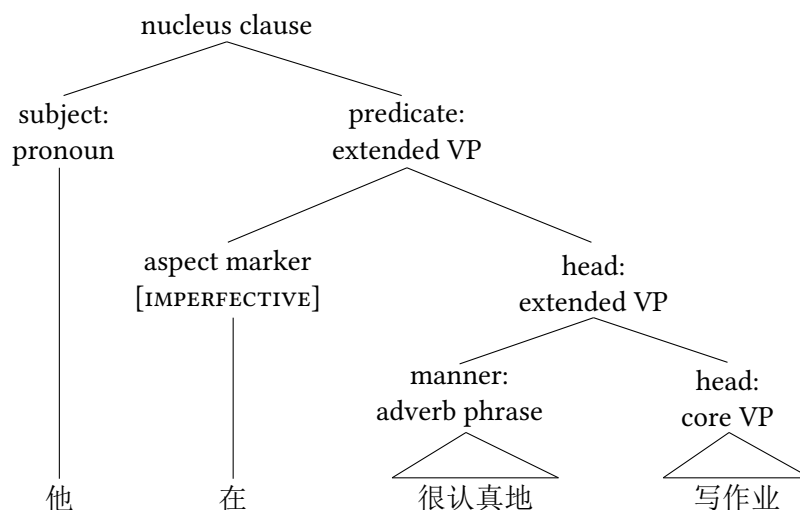 nucleus clause
subject:
pronoun
predicate:
extended VP
aspect marker
[IMPERFECTIVE]
head:
extended VP
manner:
adverb phrase
head:
core VP
他 在 很认真地 写作业